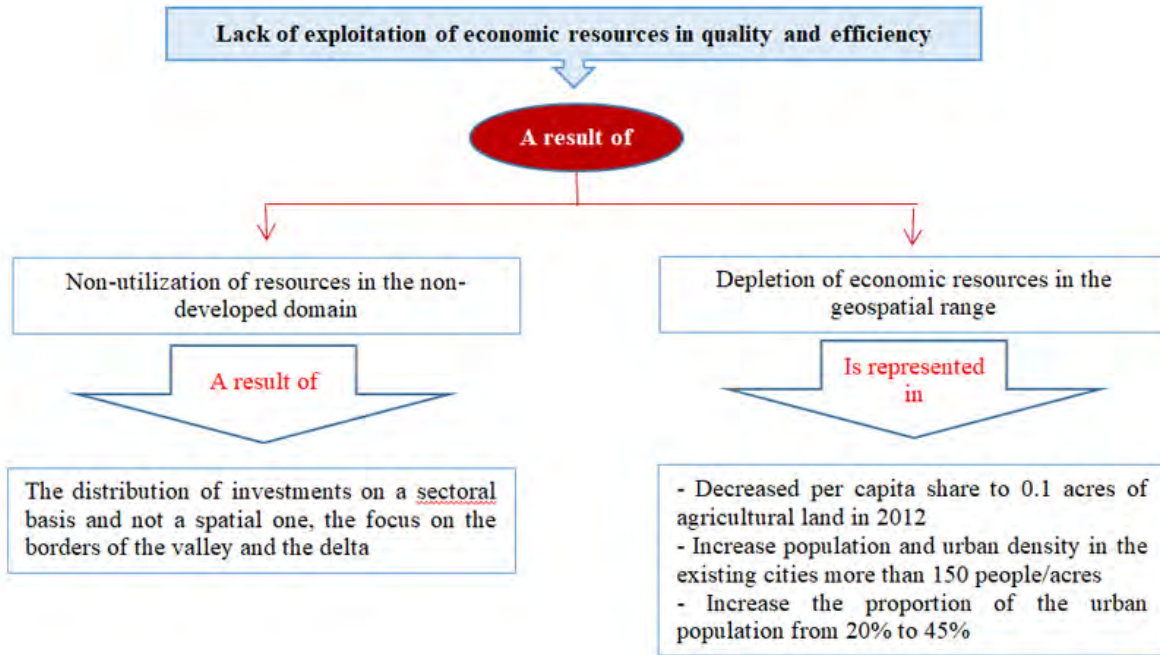 Lack of exploitation of economic resources in quality and efficiency
A result of
Non-utilization of resources in the non-
developed domain
A result of
The distribution of investments on a sectoral
basis and not a spatial one, the focus on the
borders of the valley and the delta
Depletion of economic resources in the
geospatial range
Is represented
in
- Decreased per capita share to 0.1 acres of
agricultural land in 2012
- Increase population and urban density in the
existing cities more than 150 people/acres
- Increase the proportion of the urban
population from 20% to 45%